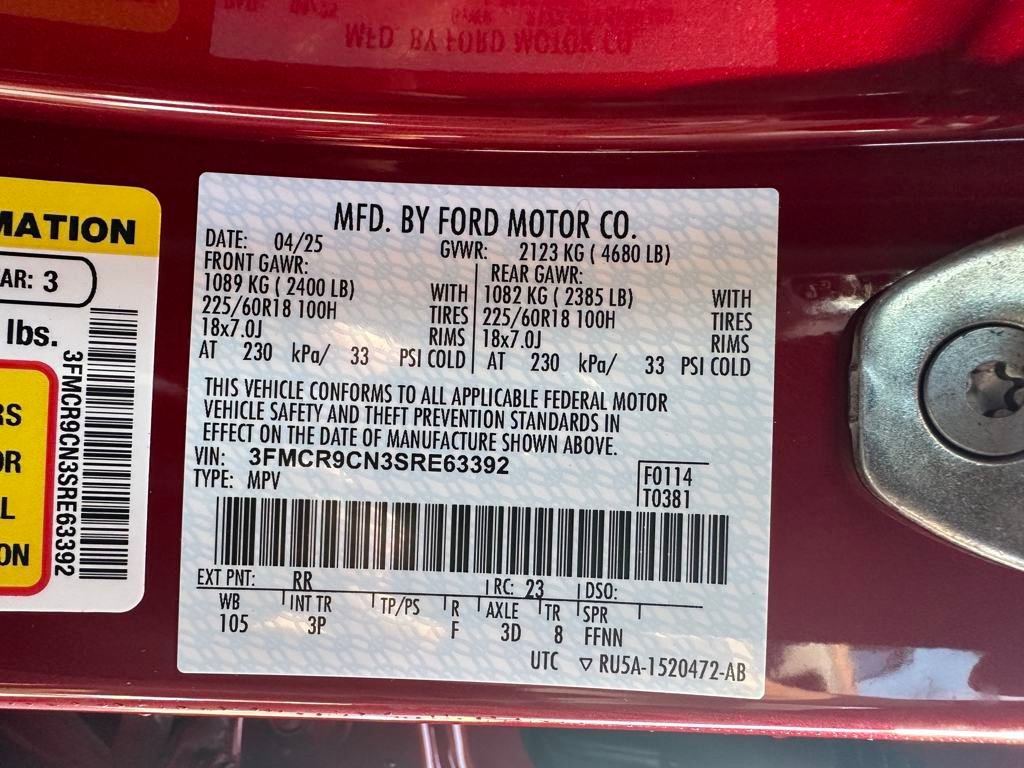 MFD. BY FORD MOTOR CO
MATION
AR: 3
lbs.
3FMCR9CN3SRE63392
RS
OR
L
ON
MFD. BY FORD MOTOR CO.
DATE: 04/25 GVWR: 2123 KG ( 4680 LB)
FRONT GAWR: REAR GAWR:
1089 KG ( 2400 LB) WITH 1082 KG ( 2385 LB) WITH
225/60R18 100H TIRES 225/60R18 100H TIRES
18x7.0J RIMS 18x7.0J RIMS
AT 230 kPa/ 33 PSI COLD AT 230 kPa/ 33 PSI COLD
THIS VEHICLE CONFORMS TO ALL APPLICABLE FEDERAL MOTOR
VEHICLE SAFETY AND THEFT PREVENTION STANDARDS IN
EFFECT ON THE DATE OF MANUFACTURE SHOWN ABOVE.
VIN: 3FMCR9CN3SRE63392 F0114
TYPE: MPV T0381
EXT PNT: RR RC: 23 DSO:
WB INT TR TP/PS R AXLE TR SPR
105 3P F 3D 8 FFNN
UTC ▽ RU5A-1520472-AB